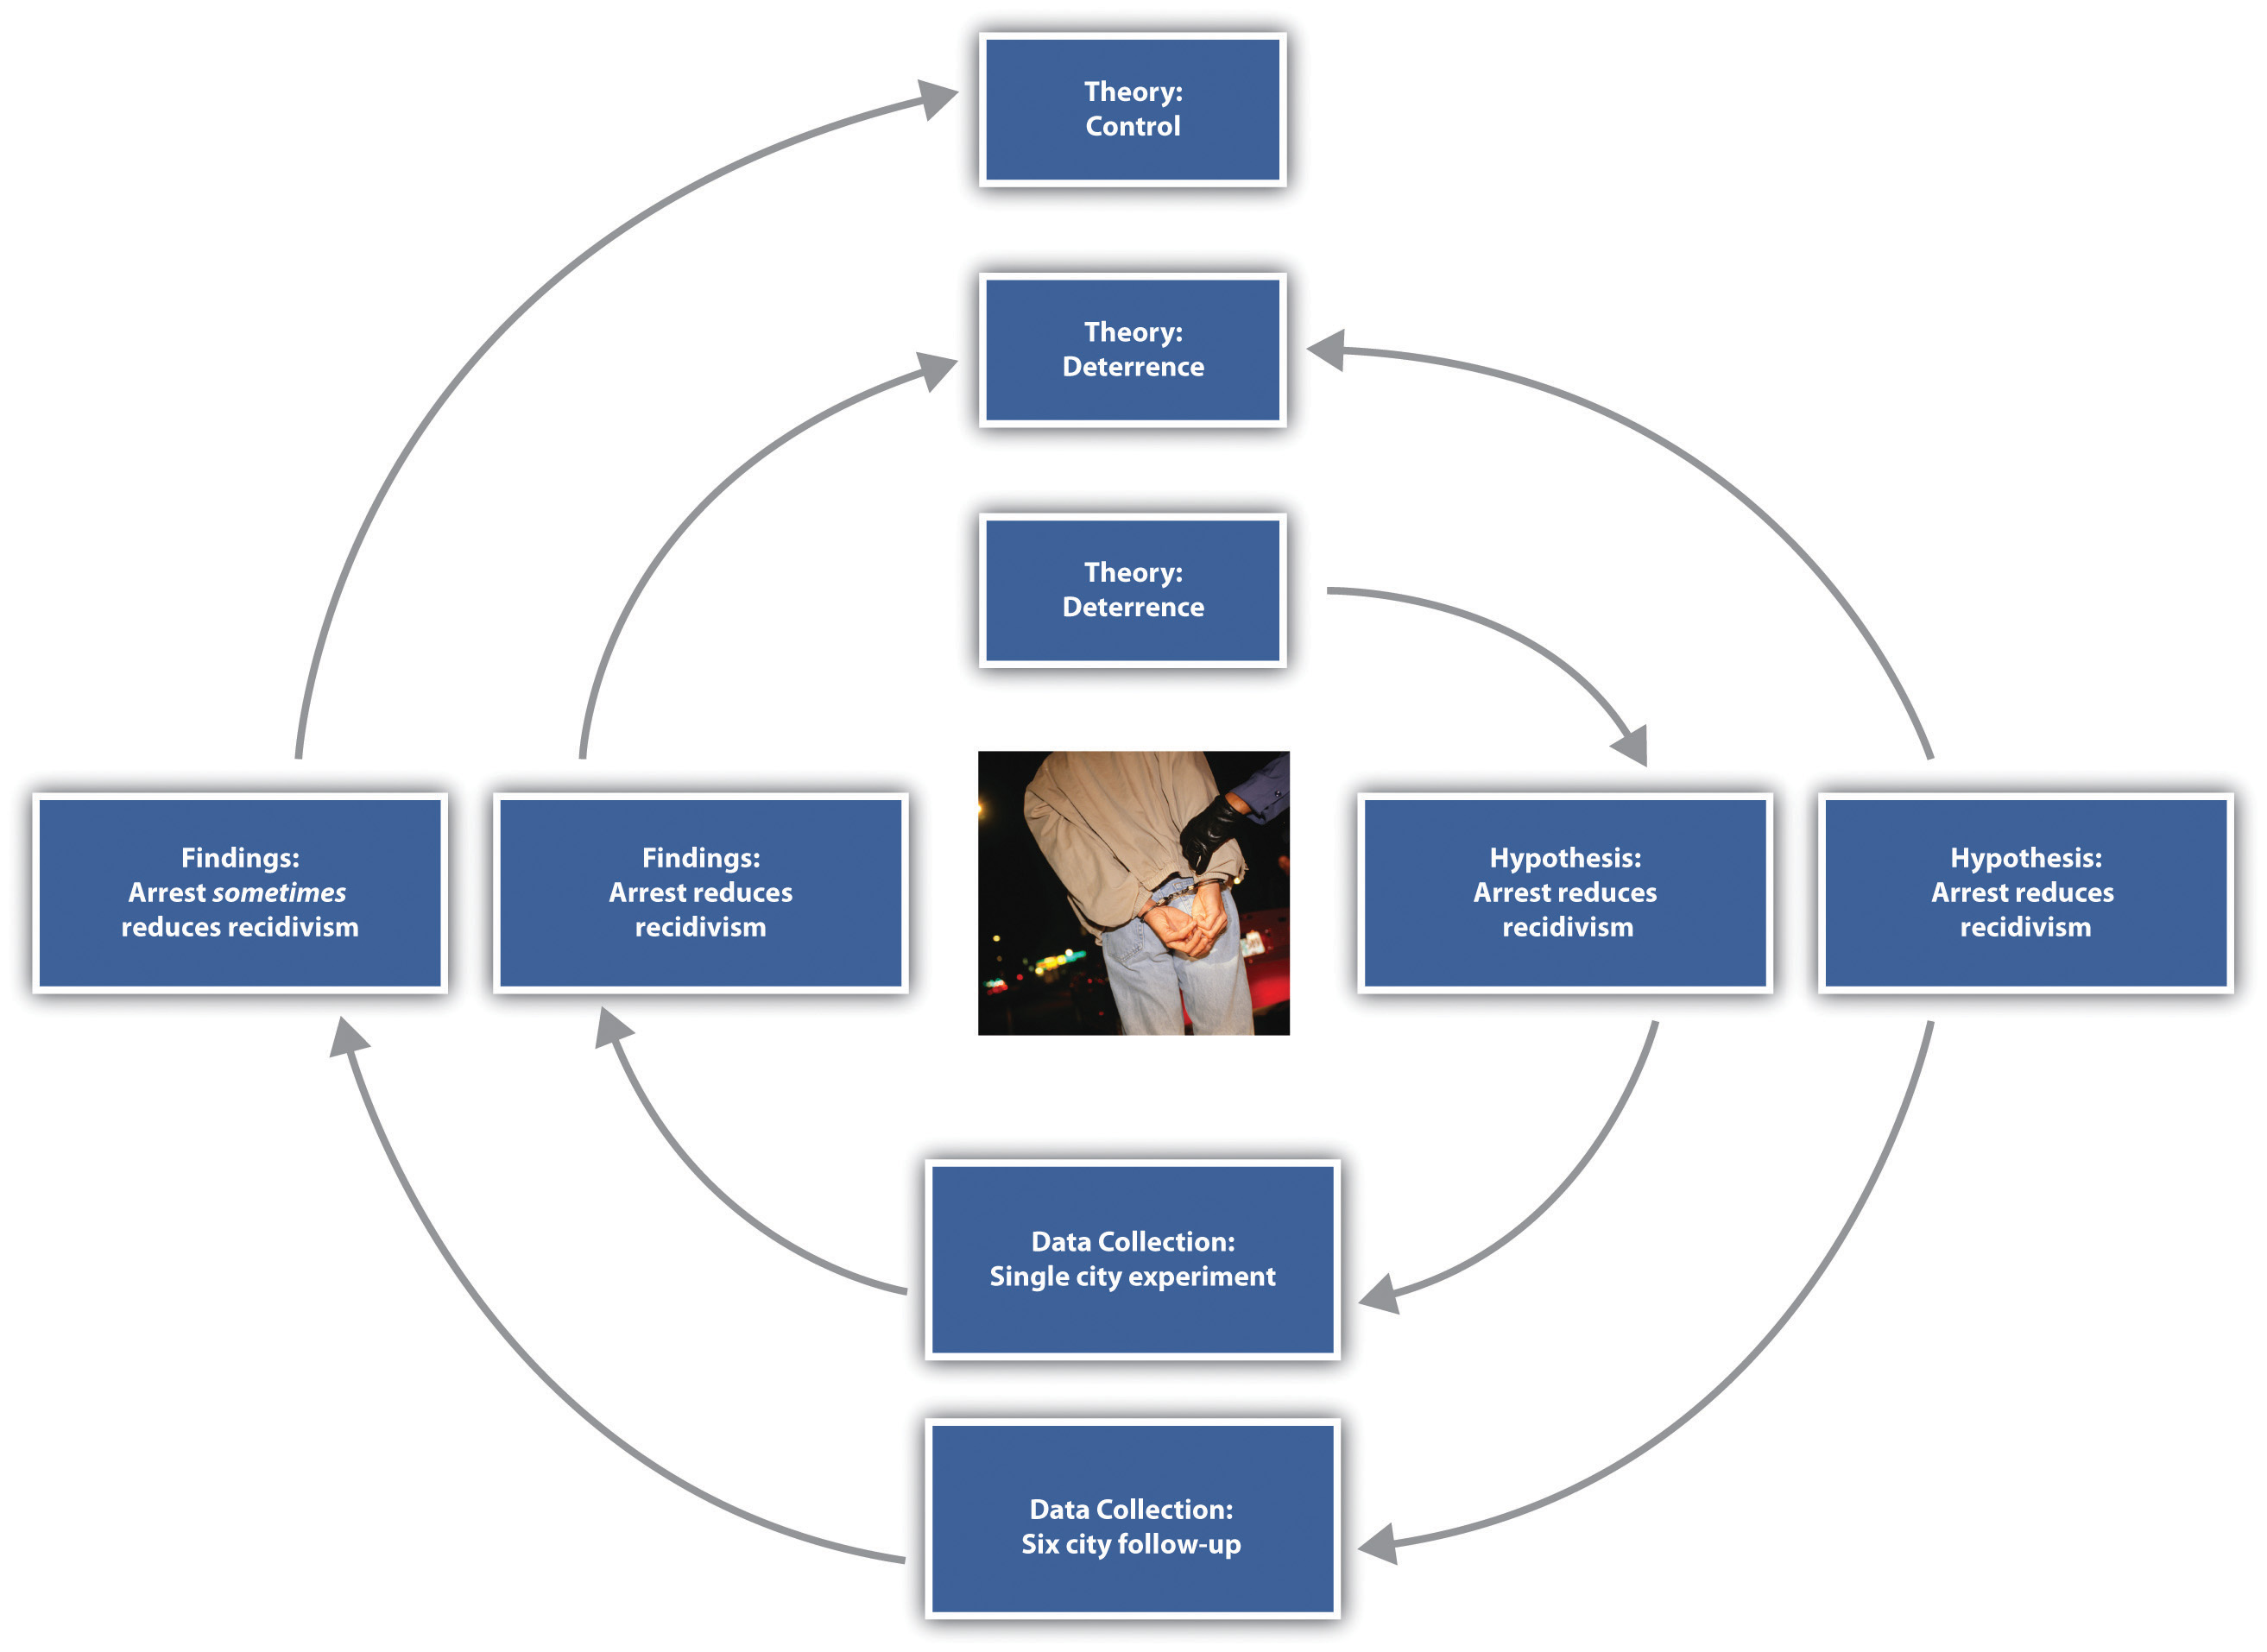 Theory:
Control
Theory:
Deterrence
Theory:
Deterrence
Findings:
Arrest sometimes
reduces recidivism
Findings:
Arrest reduces
recidivism
Hypothesis:
Arrest reduces
recidivism
Hypothesis:
Arrest reduces
recidivism
Data Collection:
Single city experiment
Data Collection:
Six city follow-up